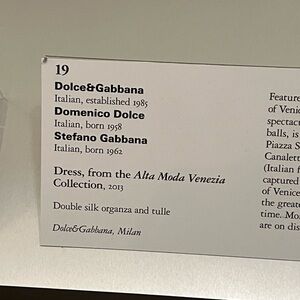 19
Dolce&Gabbana
Italian, established 1985
Domenico Dolce
Italian, born 1958
Stefano Gabbana
Italian, born 1962
Dress, from the Alta Moda Venezia
Collection, 2013
Double silk organza and tulle
Dolce&Gabbana, Milan
Feature
of Veni
spectac
balls, is
Piazza S
Canalett
(Italian f
captured
of Venice
the greate
time. Mo
are on dis